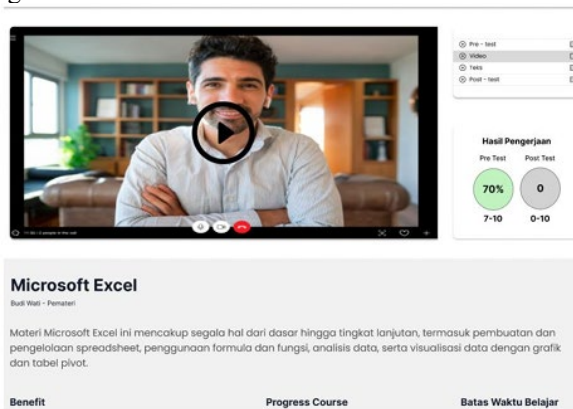 Pre - test
Video
Teks
Post - test
Hasil Pengerjaan
Pre Test Post Test
70% 0
7-10 0-10
Microsoft Excel
Budi Wati - Pemateri
Materi Microsoft Excel ini mencakup segala hal dari dasar hingga tingkat lanjutan, termasuk pembuatan dan
pengelolaan spreadsheet, penggunaan formula dan fungsi, analisis data, serta visualisasi data dengan grafik
dan tabel pivot.
Benefit Progress Course Batas Waktu Belajar